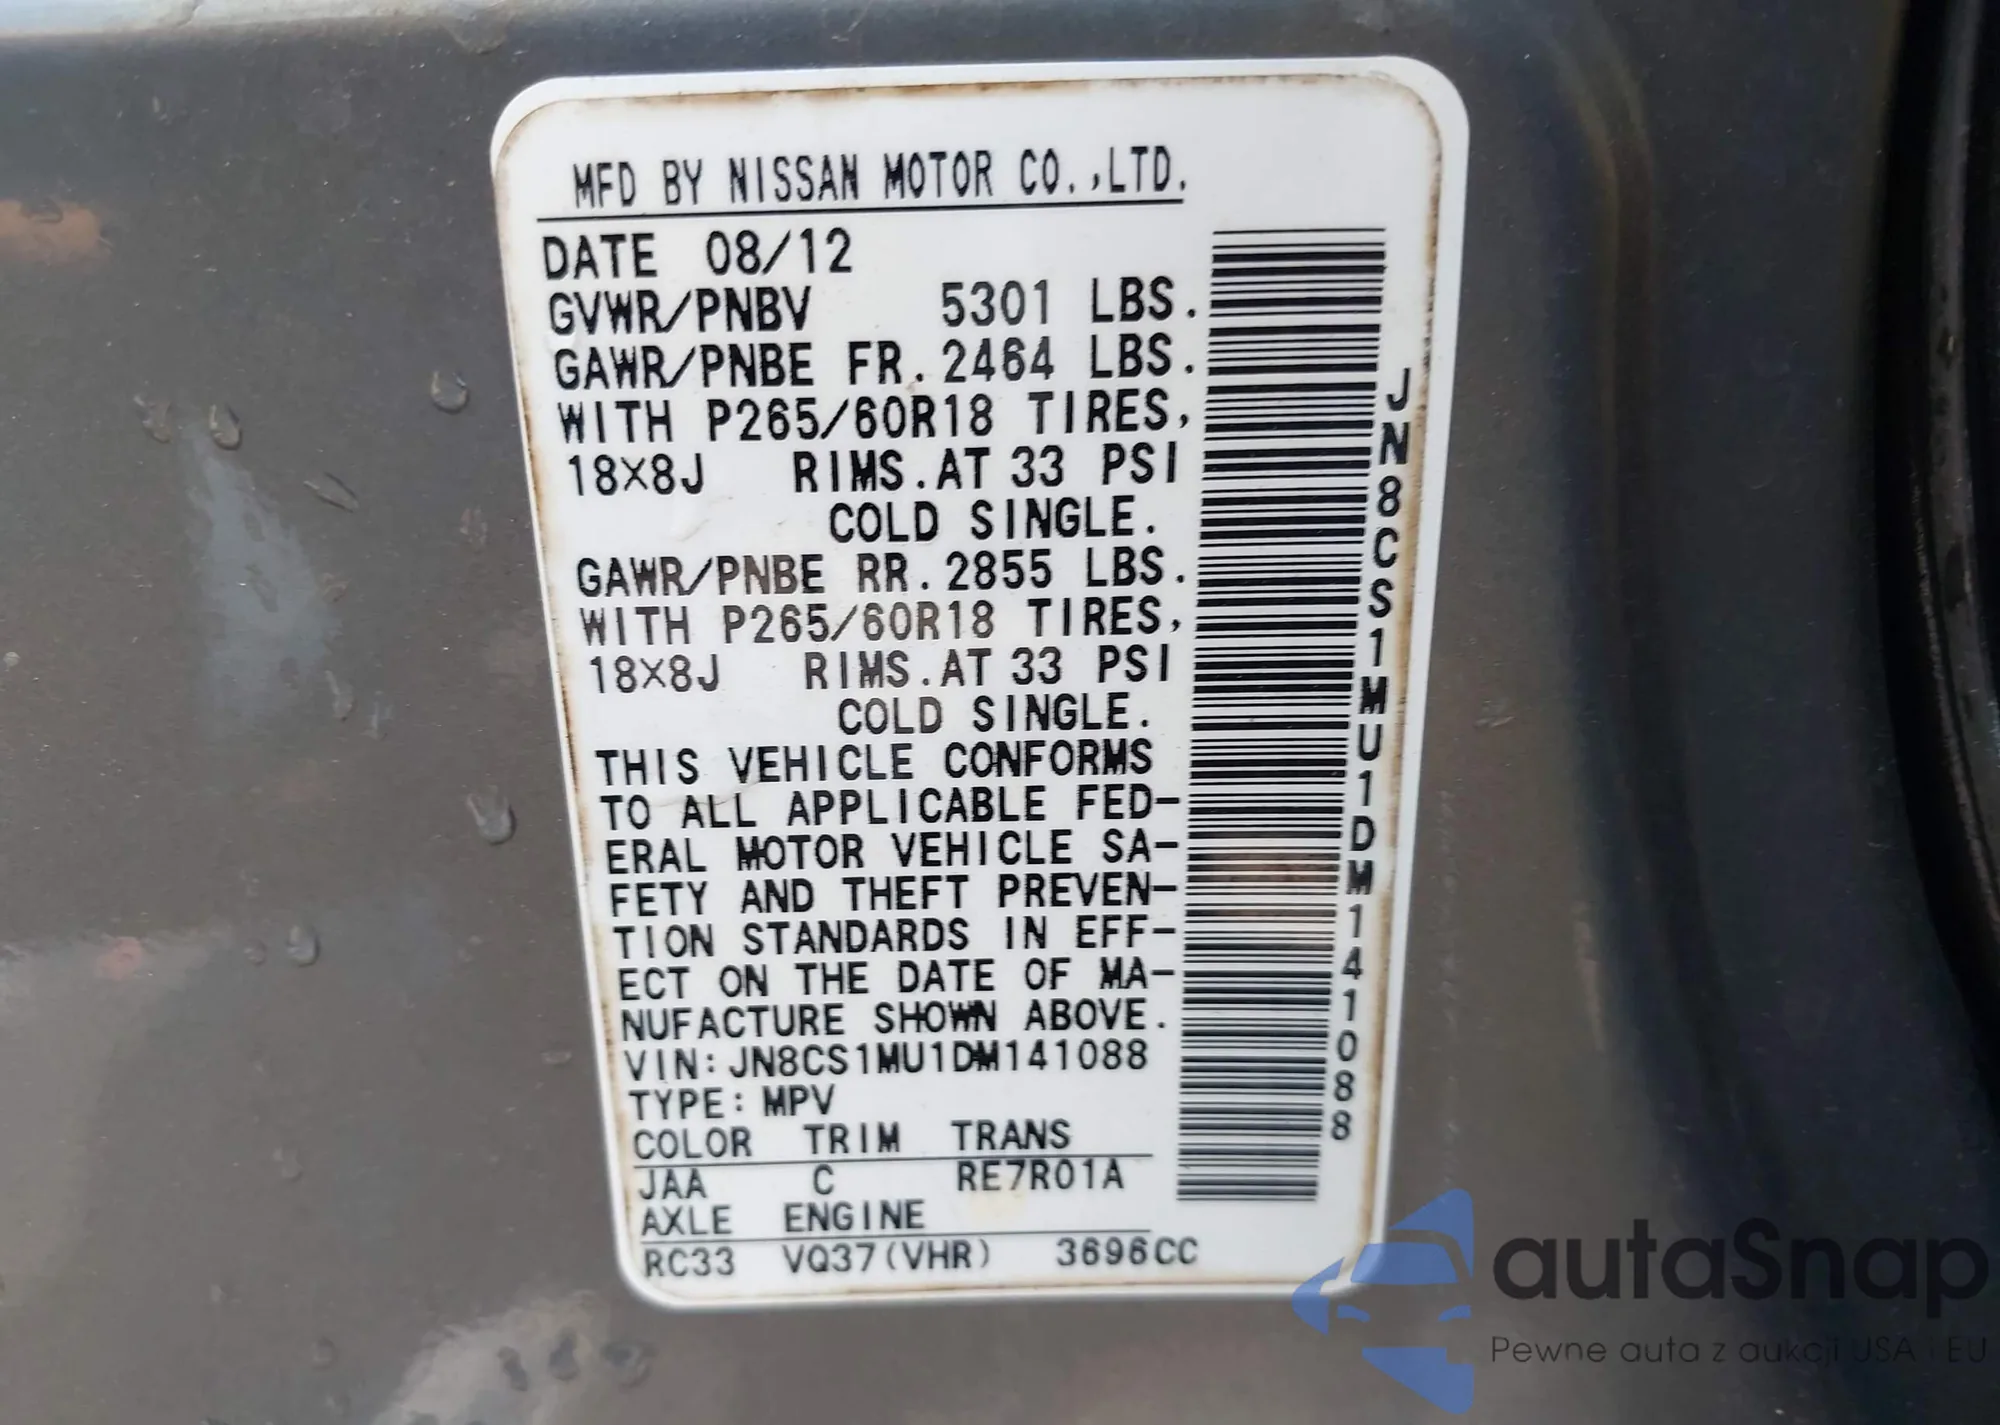 MFD BY NISSAN MOTOR CO.,LTD.
DATE 08/12
GVWR/PNBV 5301 LBS.
GAWR/PNBE FR. 2464 LBS.
WITH P265/60R18 TIRES,
18X8J RIMS.AT 33 PSI
COLD SINGLE.
GAWR/PNBE RR. 2855 LBS.
WITH P265/60R18 TIRES,
18X8J RIMS.AT 33 PSI
COLD SINGLE.
THIS VEHICLE CONFORMS
TO ALL APPLICABLE FED-
ERAL MOTOR VEHICLE SA-
FETY AND THEFT PREVEN-
TION STANDARDS IN EFF-
ECT ON THE DATE OF MA-
NUFACTURE SHOWN ABOVE.
VIN: JN8CS1MU1DM141088
TYPE: MPV
COLOR TRIM TRANS
JAA C RE7R01A
AXLE ENGINE
RC33 VQ37(VHR) 3696CC
JN8CS1MU1DM141088
autaSnap
Pewne auta z aukcji USA i EU